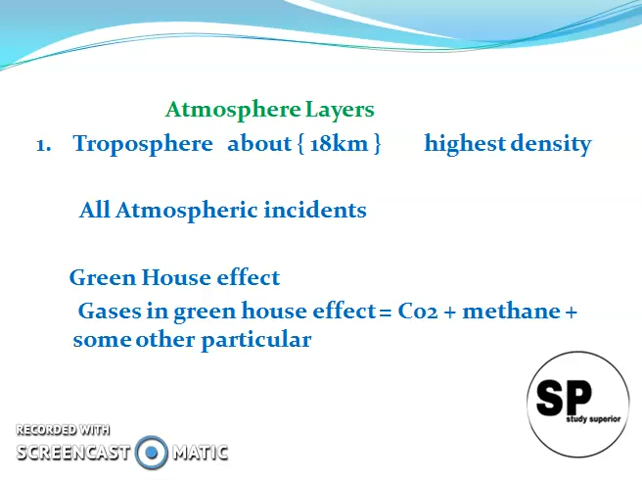 Atmosphere Layers
1. Troposphere about { 18km } highest density
All Atmospheric incidents
Green House effect
Gases in green house effect = Co2 + methane +
some other particular
SP
study superior
RECORDED WITH
SCREENCAST MATIC